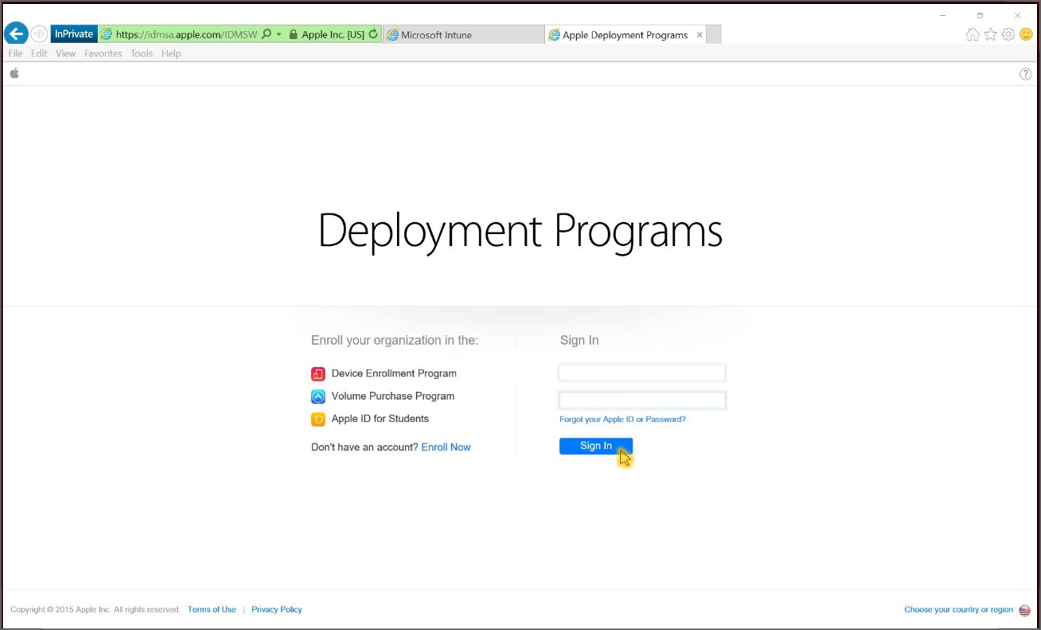 InPrivate https://idmsa.apple.com/IDMSW Apple Inc. [US] Microsoft Intune Apple Deployment Programs
File Edit View Favorites Tools Help
Deployment Programs
Enroll your organization in the:
Device Enrollment Program
Volume Purchase Program
Apple ID for Students
Don't have an account? Enroll Now
Sign In
Forgot your Apple ID or Password?
Sign In
Copyright © 2015 Apple Inc. All rights reserved. Terms of Use | Privacy Policy Choose your country or region